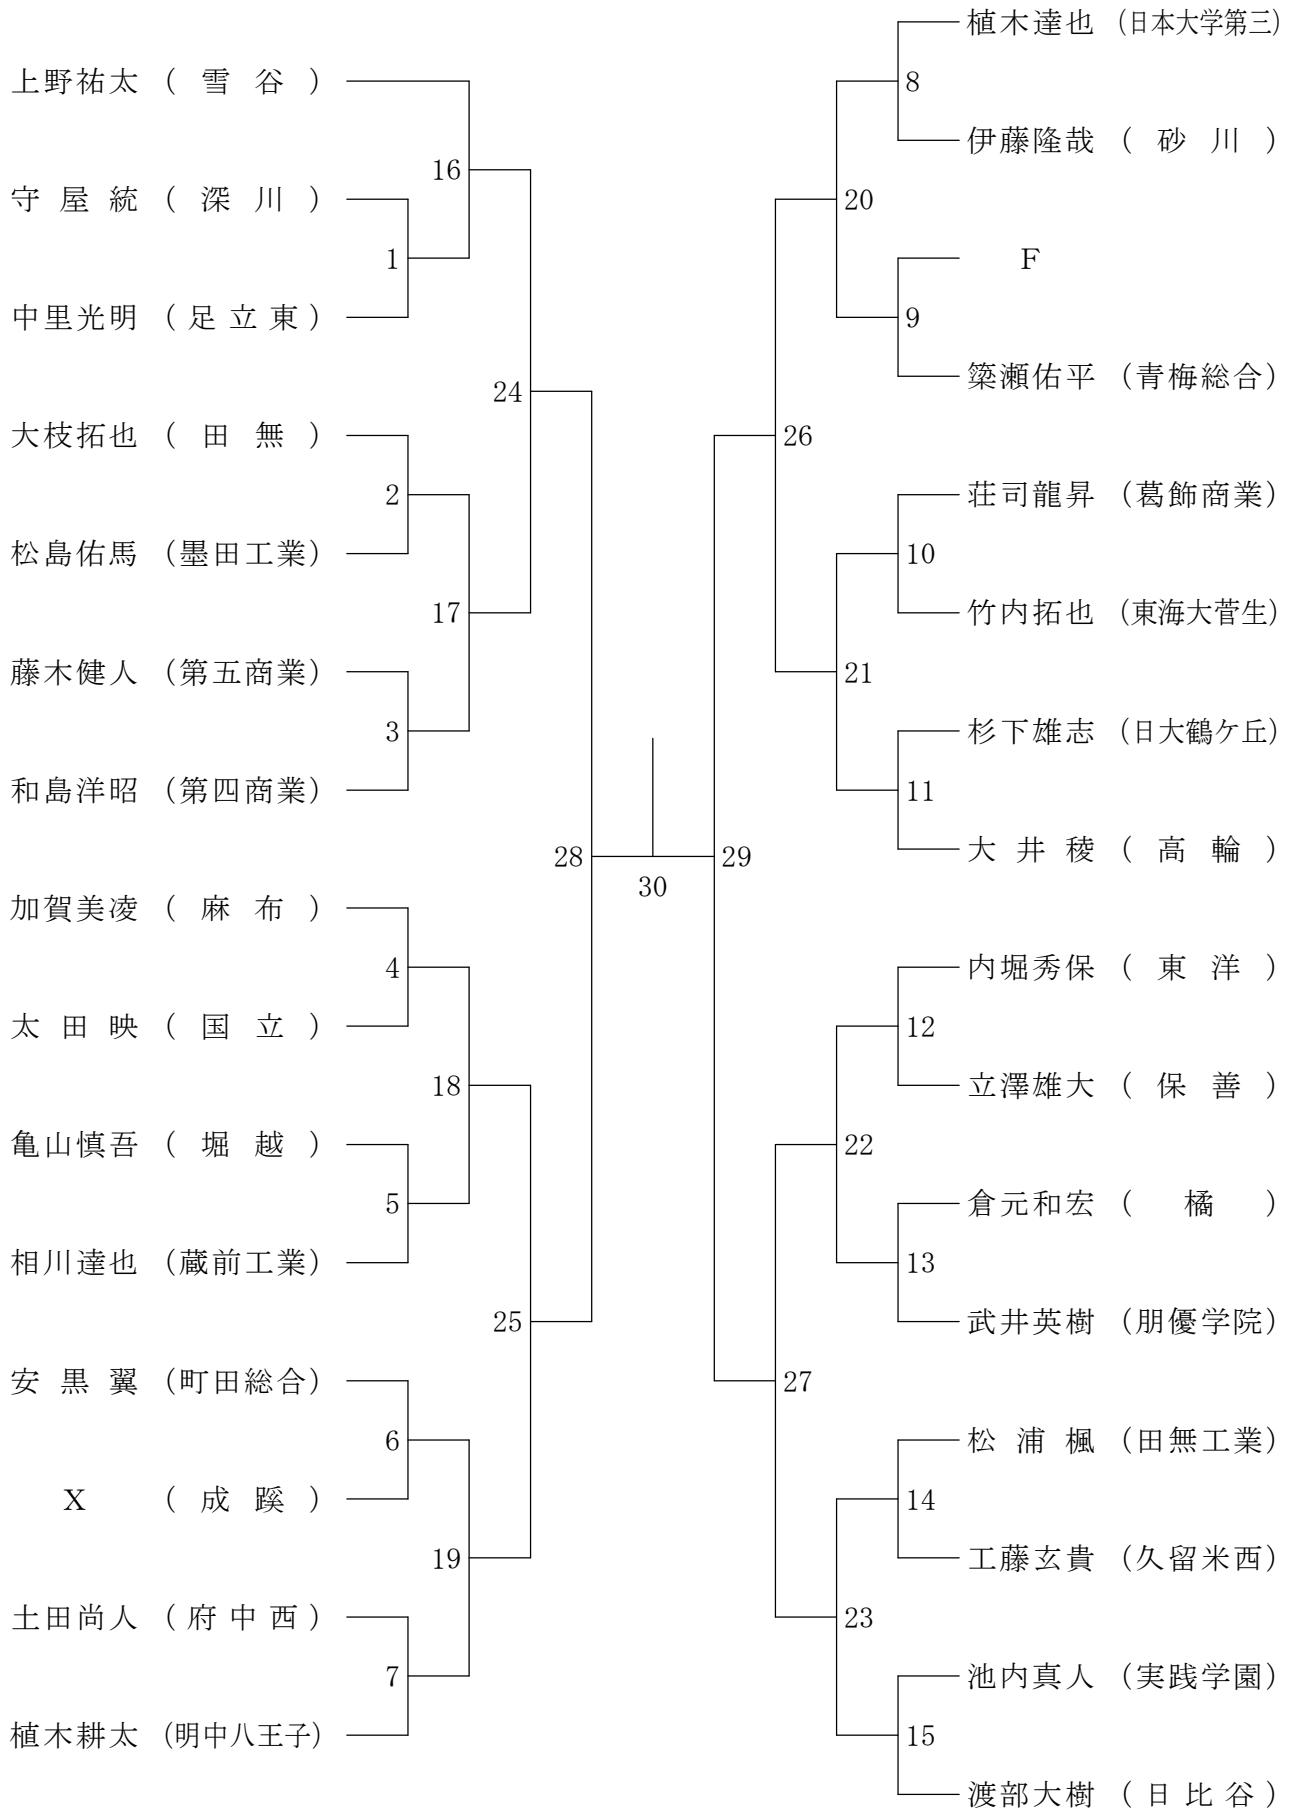 上野祐太 ( 雪 谷 )
16
守 屋 統 ( 深 川 )
1
中里光明 ( 足 立 東 )
24
大枝拓也 ( 田 無 )
2
松島佑馬 (墨田工業)
17
藤木健人 (第五商業)
3
和島洋昭 (第四商業)
28
加賀美凌 ( 麻 布 )
4
太 田 映 ( 国 立 )
18
亀山慎吾 ( 堀 越 )
5
相川達也 (蔵前工業)
25
安 黒 翼 (町田総合)
6
X ( 成 蹊 )
19
土田尚人 ( 府 中 西 )
7
植木耕太 (明中八王子)
30
植木達也 (日本大学第三)
8
伊藤隆哉 ( 砂 川 )
20
F
9
簗瀬佑平 (青梅総合)
26
荘司龍昇 (葛飾商業)
10
竹内拓也 (東海大菅生)
21
杉下雄志 (日大鶴ケ丘)
11
大 井 稜 ( 高 輪 )
29
内堀秀保 ( 東 洋 )
12
立澤雄大 ( 保 善 )
22
倉元和宏 ( 橘 )
13
武井英樹 (朋優学院)
27
松 浦 楓 (田無工業)
14
工藤玄貴 (久留米西)
23
池内真人 (実践学園)
15
渡部大樹 ( 日 比 谷 )